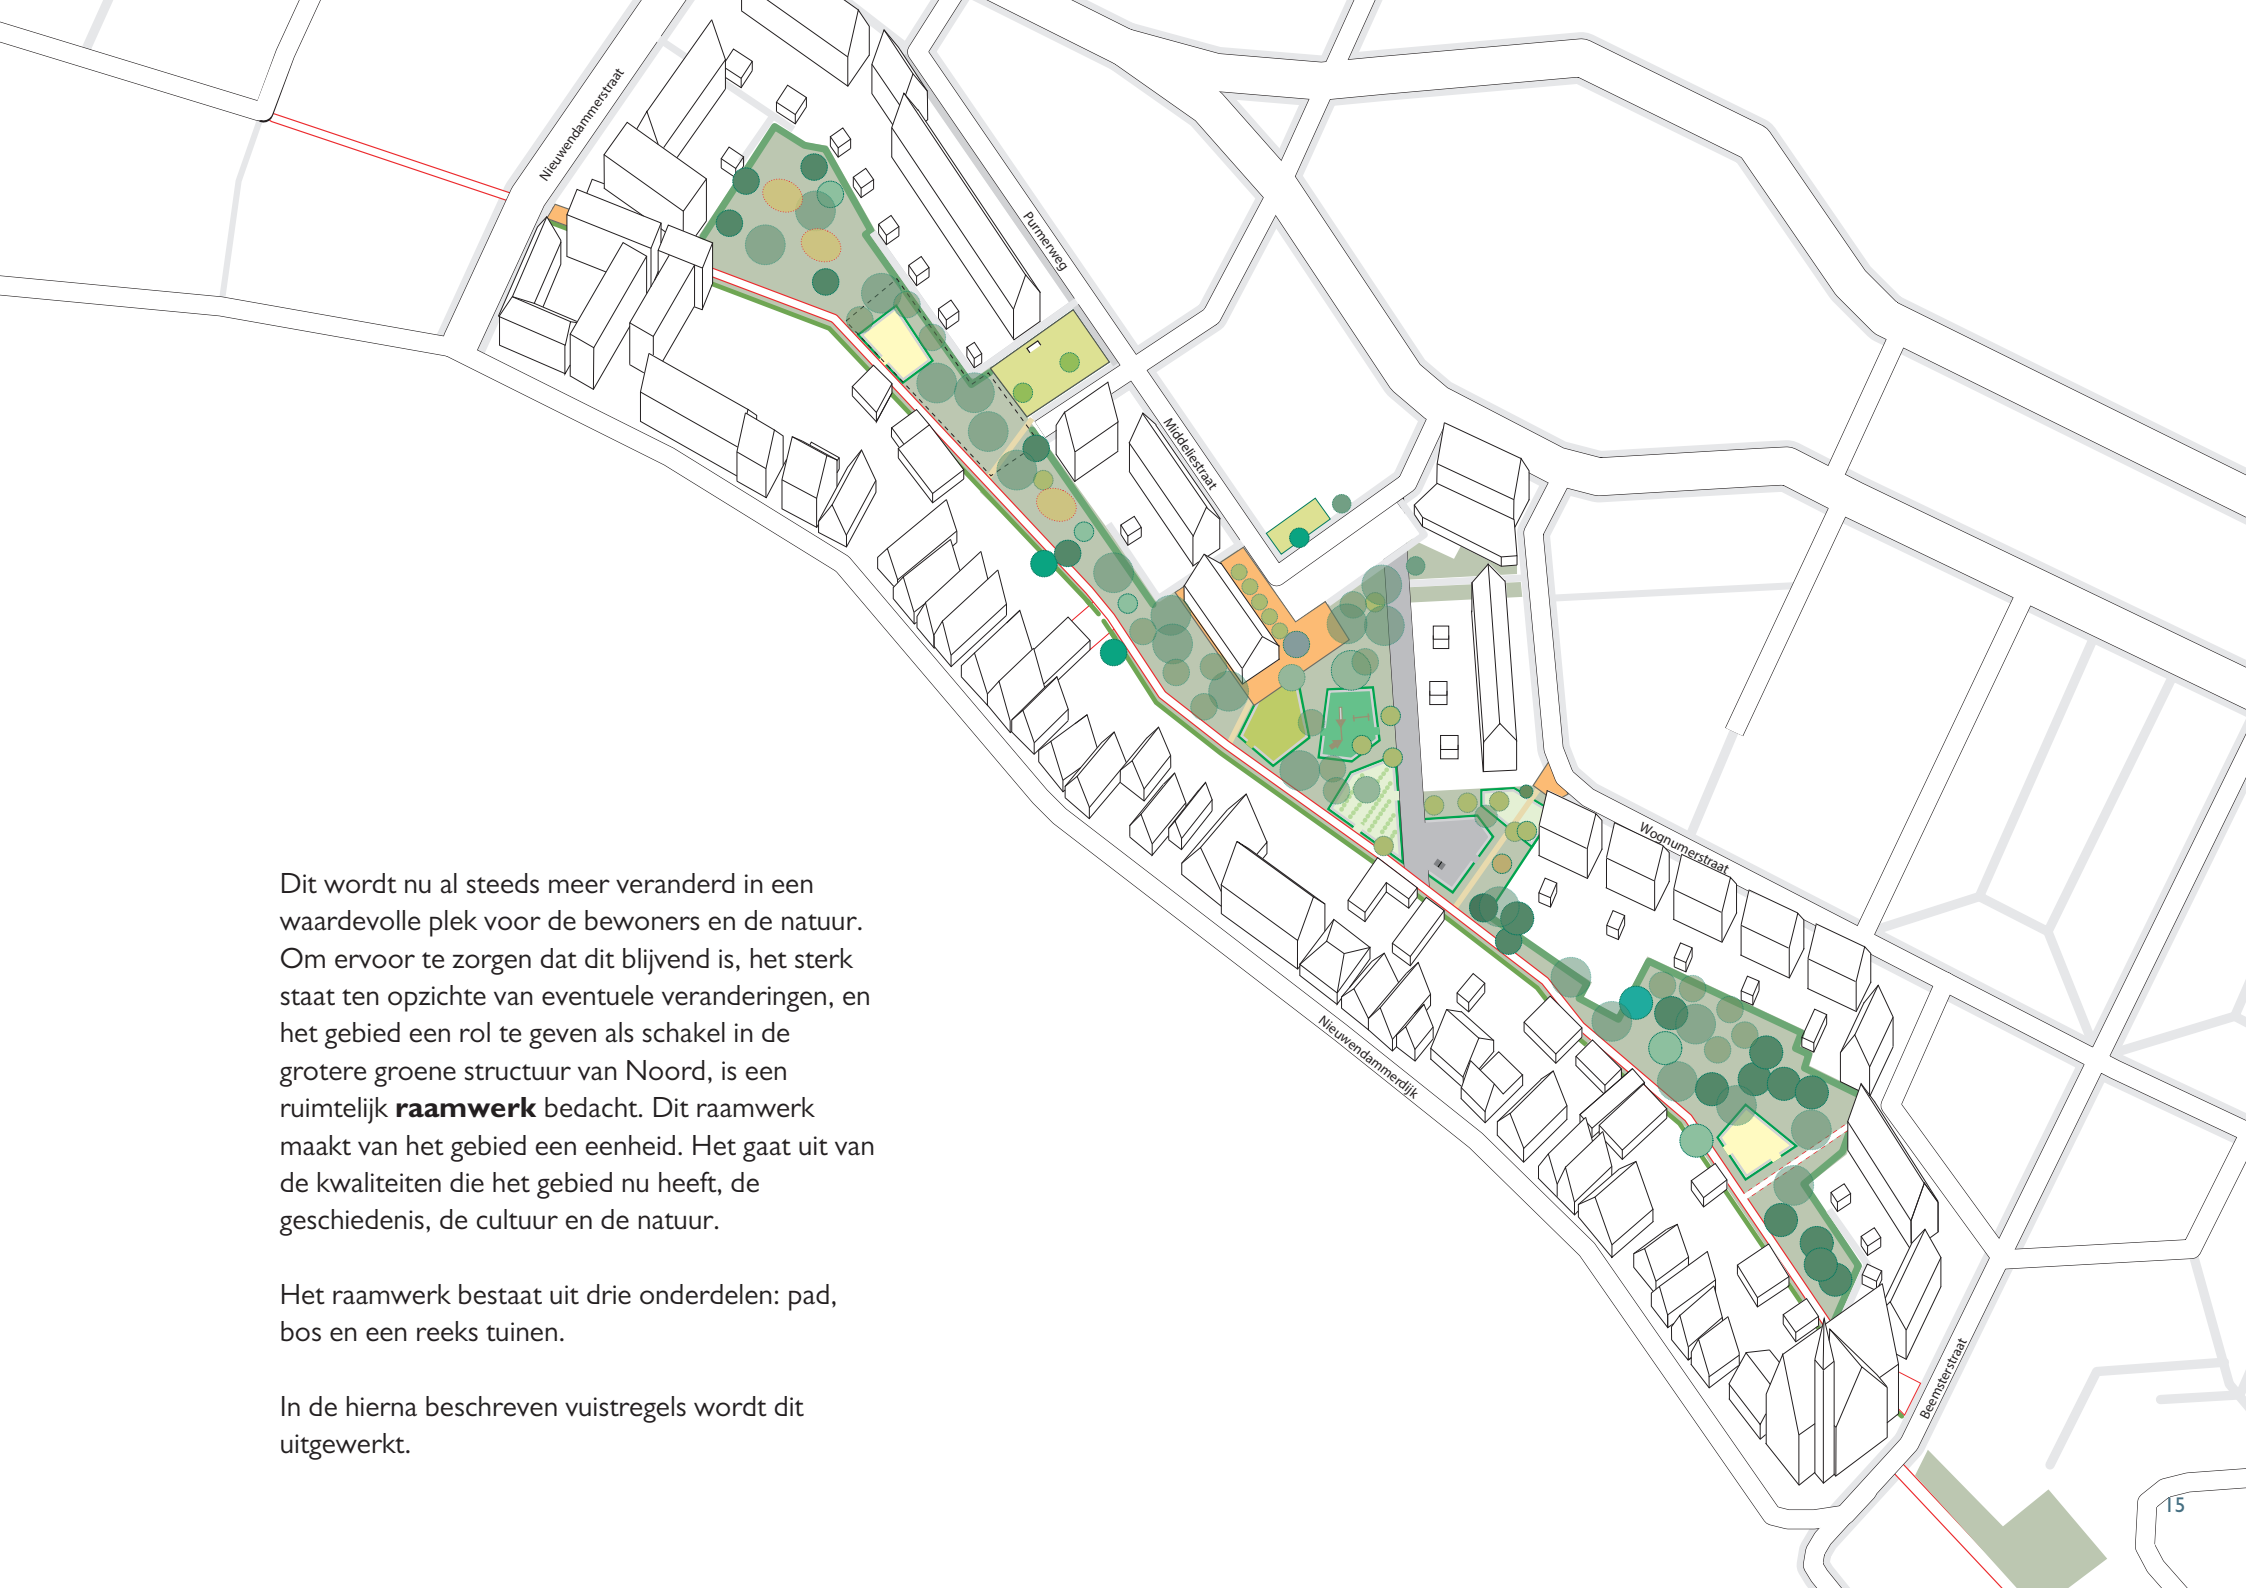 Nieuwendammerstraat
Purmerweg
Middeliestraat
Wognumerstraat
Dit wordt nu al steeds meer veranderd in een
waardevolle plek voor de bewoners en de natuur.
Om ervoor te zorgen dat dit blijvend is, het sterk
staat ten opzichte van eventuele veranderingen, en
het gebied een rol te geven als schakel in de
grotere groene structuur van Noord, is een
ruimtelijk raamwerk bedacht. Dit raamwerk
maakt van het gebied een eenheid. Het gaat uit van
de kwaliteiten die het gebied nu heeft, de
geschiedenis, de cultuur en de natuur.
Het raamwerk bestaat uit drie onderdelen: pad,
bos en een reeks tuinen.
In de hierna beschreven vuistregels wordt dit
uitgewerkt.
Nieuwendammerdijk
Beemsterstraat
15